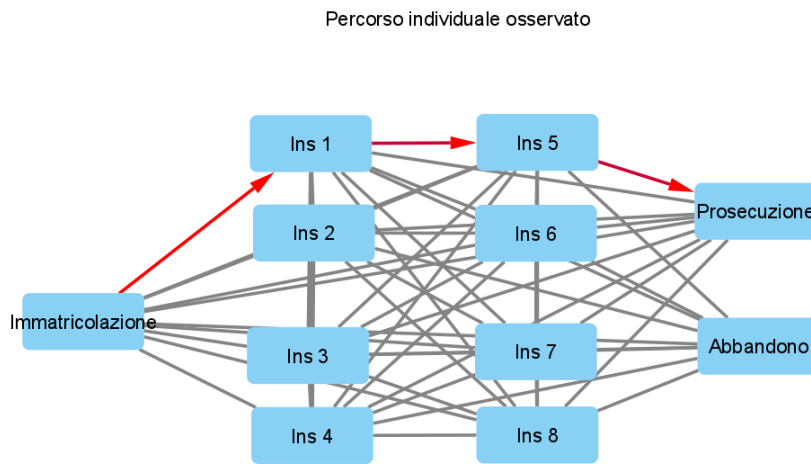 Percorso individuale osservato
Ins 1
Ins 5
Ins 2
Ins 6
Prosecuzione
Immatricolazione
Ins 3
Ins 7
Abbandono
Ins 4
Ins 8